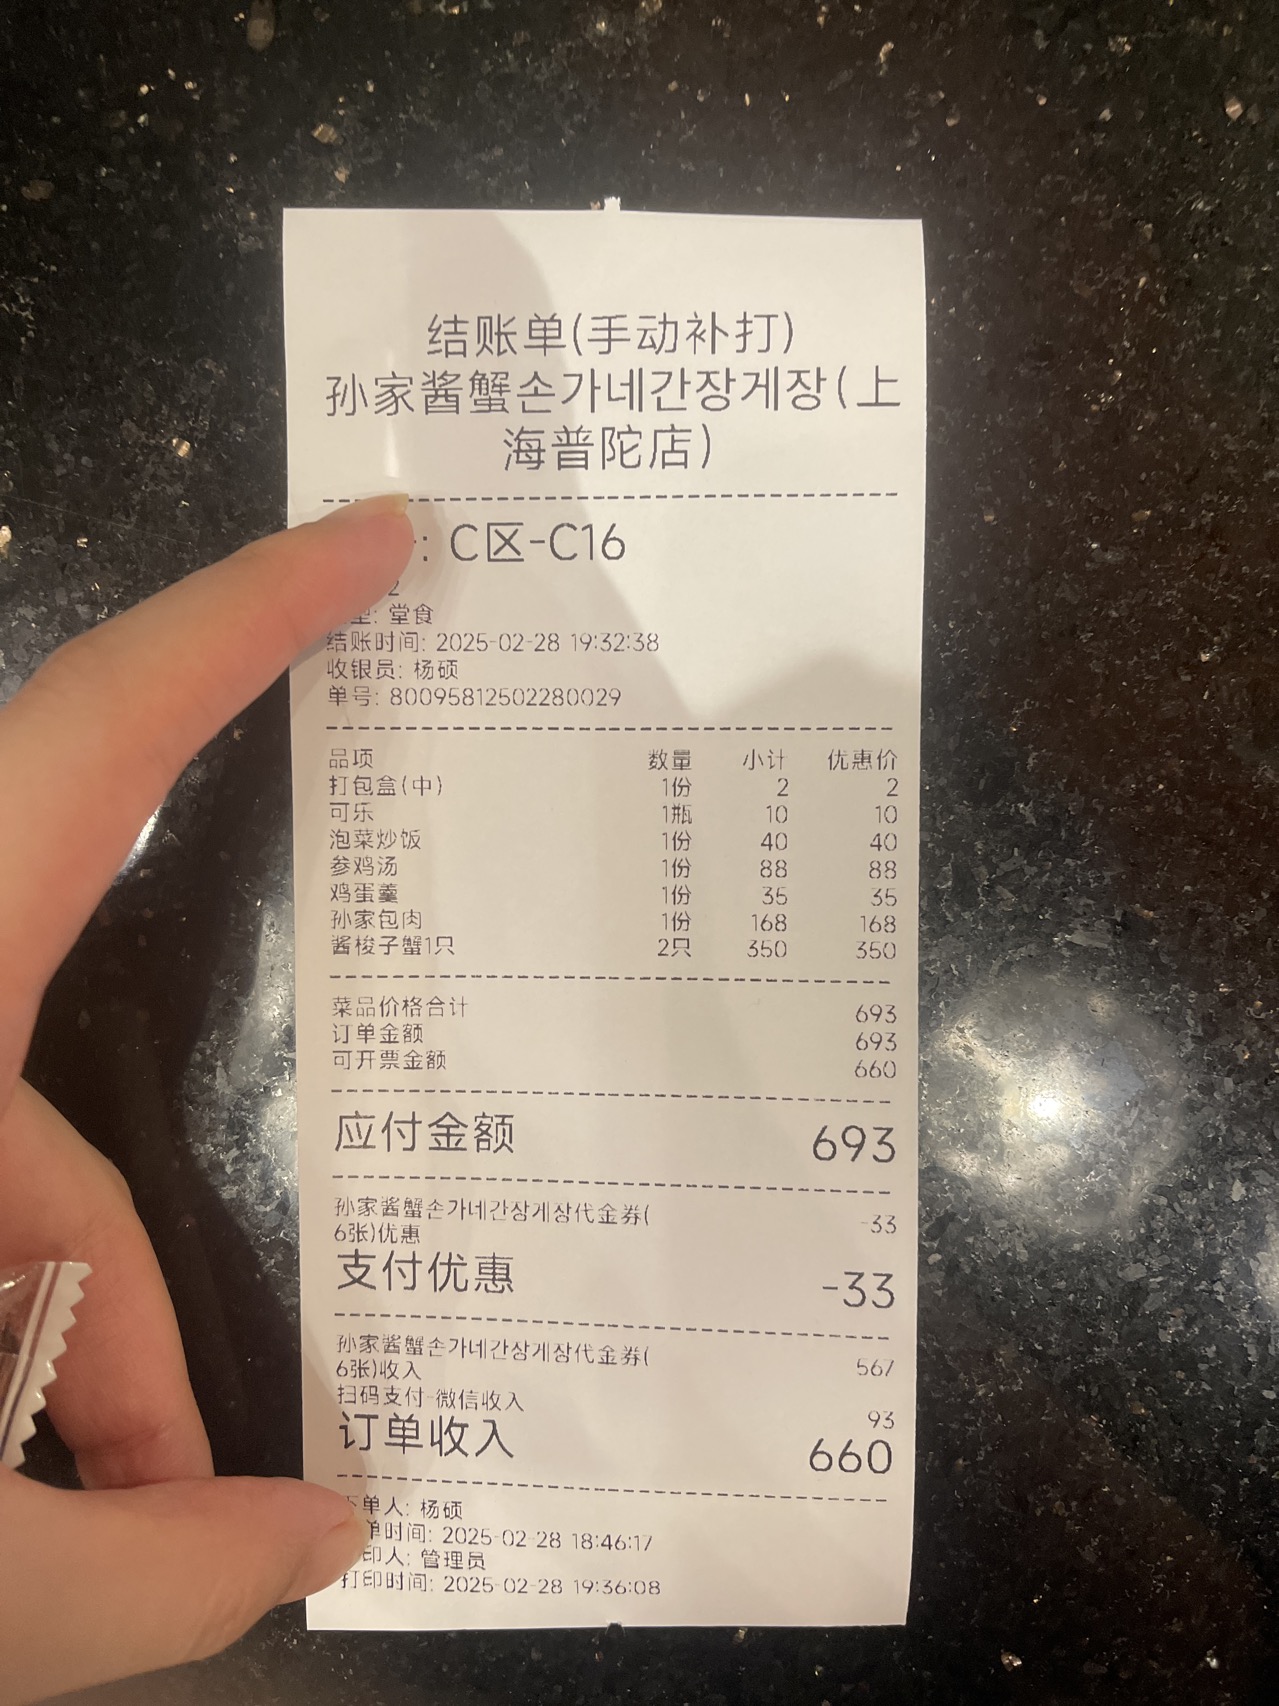 结账单(手动补打)
孙家酱蟹손가네간장게장(上
海普陀店)
: C区-C16
2
型: 堂食
结账时间: 2025-02-28 19:32:38
收银员: 杨硕
单号: 80095812502280029
品项 数量 小计 优惠价
打包盒(中) 1份 2 2
可乐 1瓶 10 10
泡菜炒饭 1份 40 40
参鸡汤 1份 88 88
鸡蛋羹 1份 35 35
孙家包肉 1份 168 168
酱梭子蟹1只 2只 350 350
菜品价格合计 693
订单金额 693
可开票金额 660
应付金额 693
孙家酱蟹손가네간장게장代金券( -33
6张)优惠
支付优惠 -33
孙家酱蟹손가네간장게장代金券( 567
6张)收入
扫码支付-微信收入 93
订单收入 660
下单人: 杨硕
单时间: 2025-02-28 18:46:17
印人: 管理员
打印时间: 2025-02-28 19:36:08